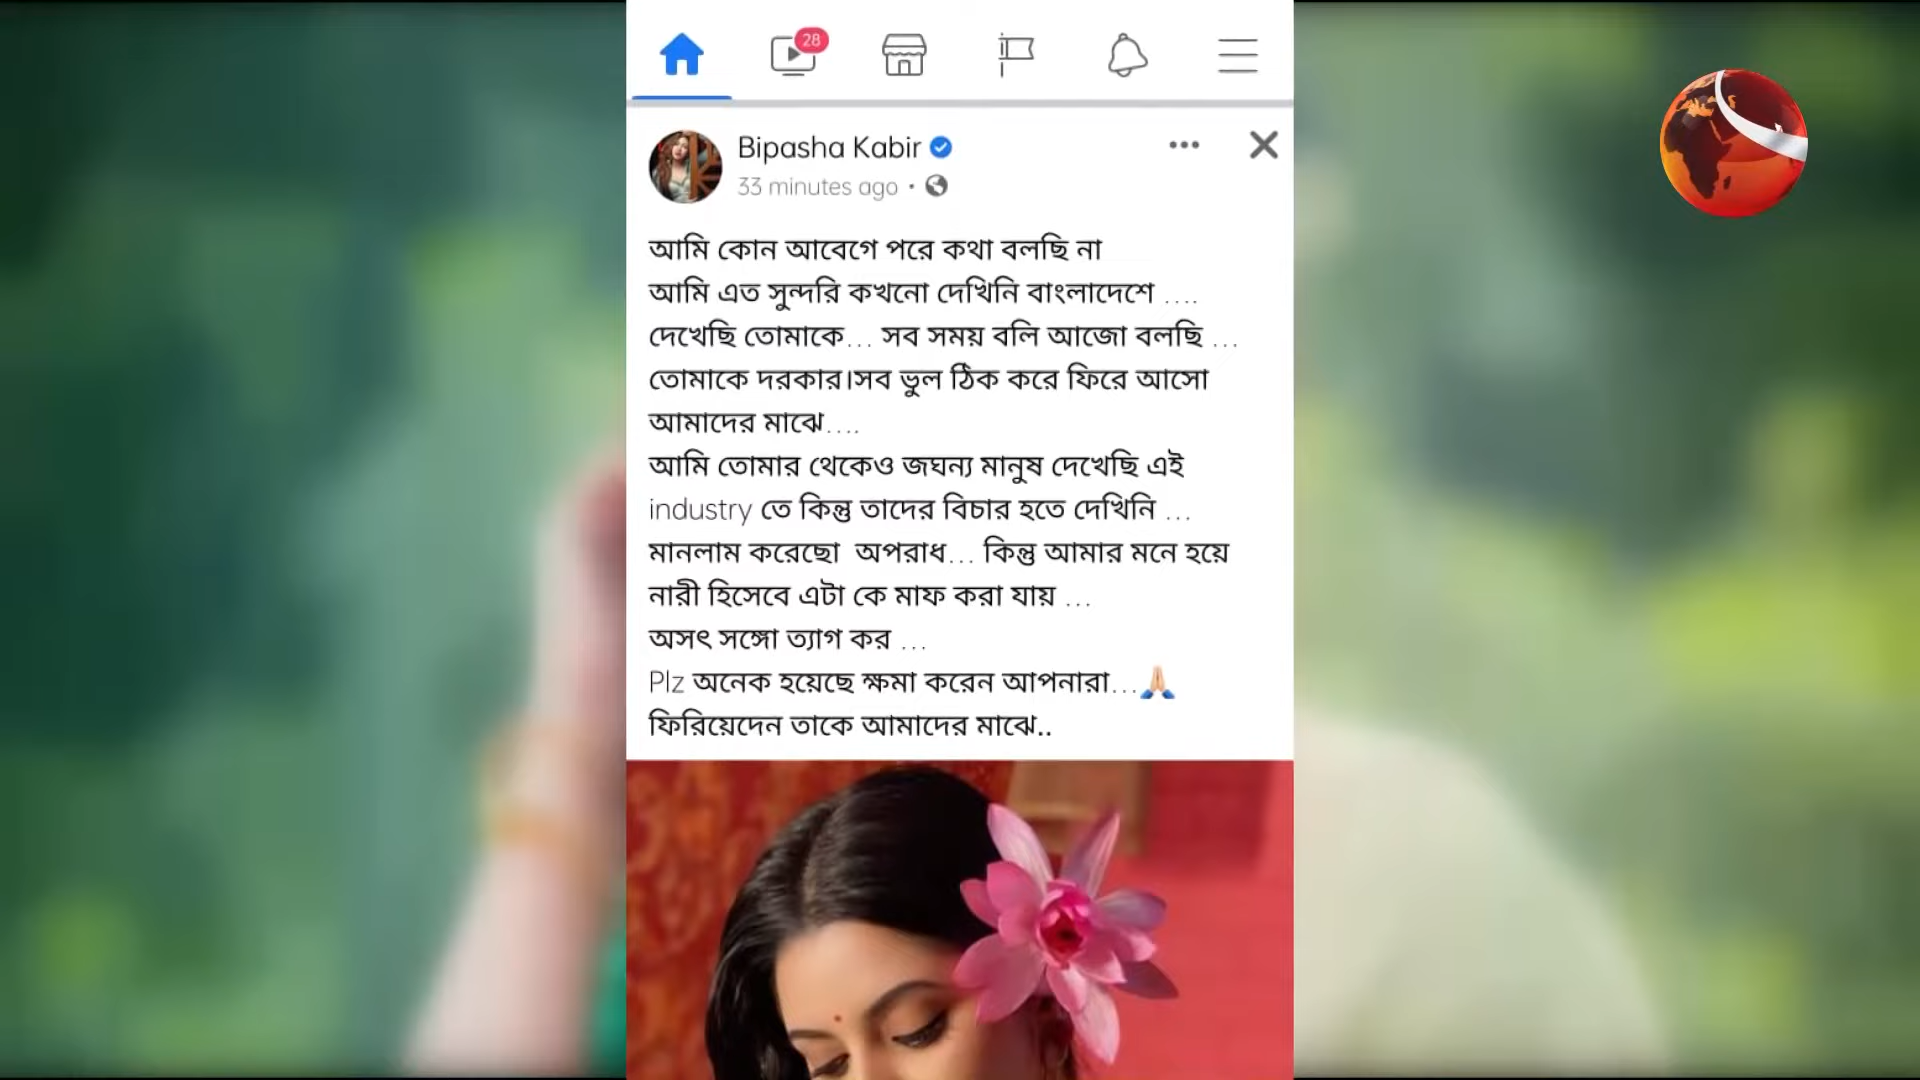 28
Bipasha Kabir
33 minutes ago
আমি কোন আবেগে পরে কথা বলছি না
আমি এত সুন্দরি কখনো দেখিনি বাংলাদেশে ....
দেখেছি তোমাকে... সব সময় বলি আজো বলছি ...
তোমাকে দরকার।সব ভুল ঠিক করে ফিরে আসো
আমাদের মাঝে....
আমি তোমার থেকেও জঘন্য মানুষ দেখেছি এই
industry তে কিন্তু তাদের বিচার হতে দেখিনি ...
মানলাম করেছো অপরাধ... কিন্তু আমার মনে হয়ে
নারী হিসেবে এটা কে মাফ করা যায় ...
অসৎ সঙ্গো ত্যাগ কর ...
Plz অনেক হয়েছে ক্ষমা করেন আপনারা...🙏
ফিরিয়েদেন তাকে আমাদের মাঝে..